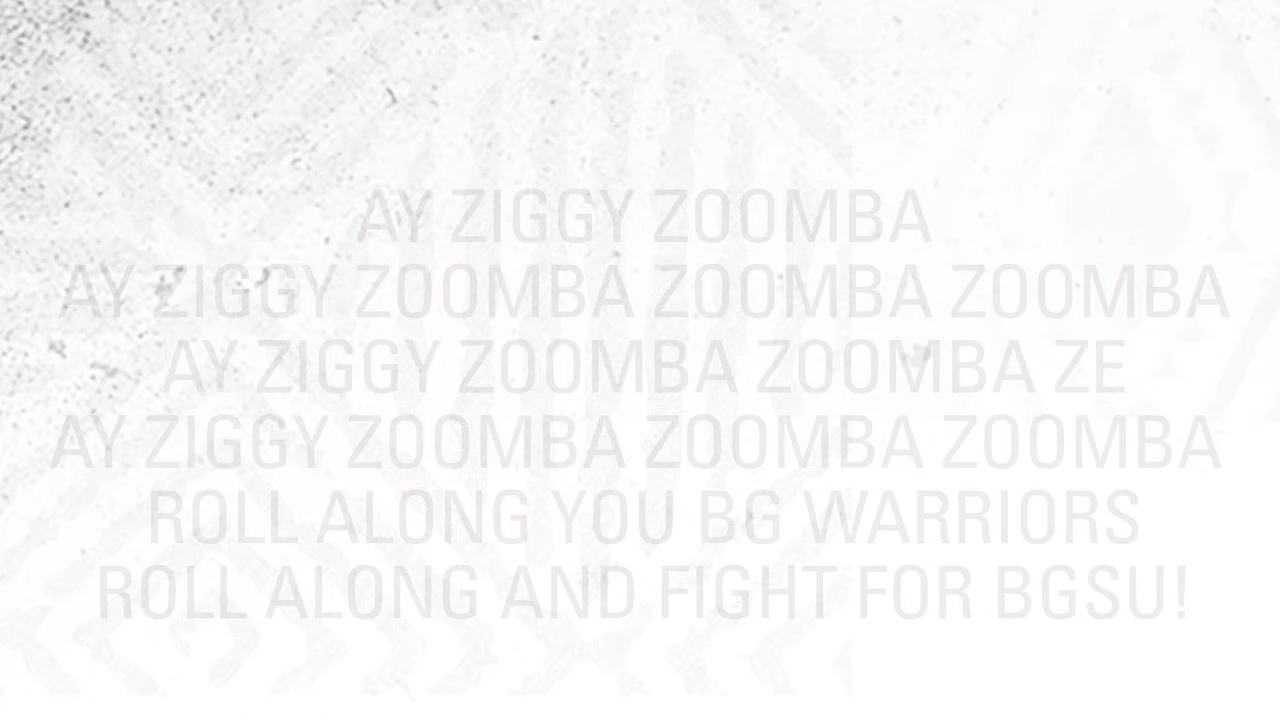 AY ZIGGY ZOOMBA
AY ZIGGY ZOOMBA ZOOMBA ZOOMBA
AY ZIGGY ZOOMBA ZOOMBA ZE
AY ZIGGY ZOOMBA ZOOMBA ZOOMBA
ROLL ALONG YOU BG WARRIORS
ROLL ALONG AND FIGHT FOR BGSU!